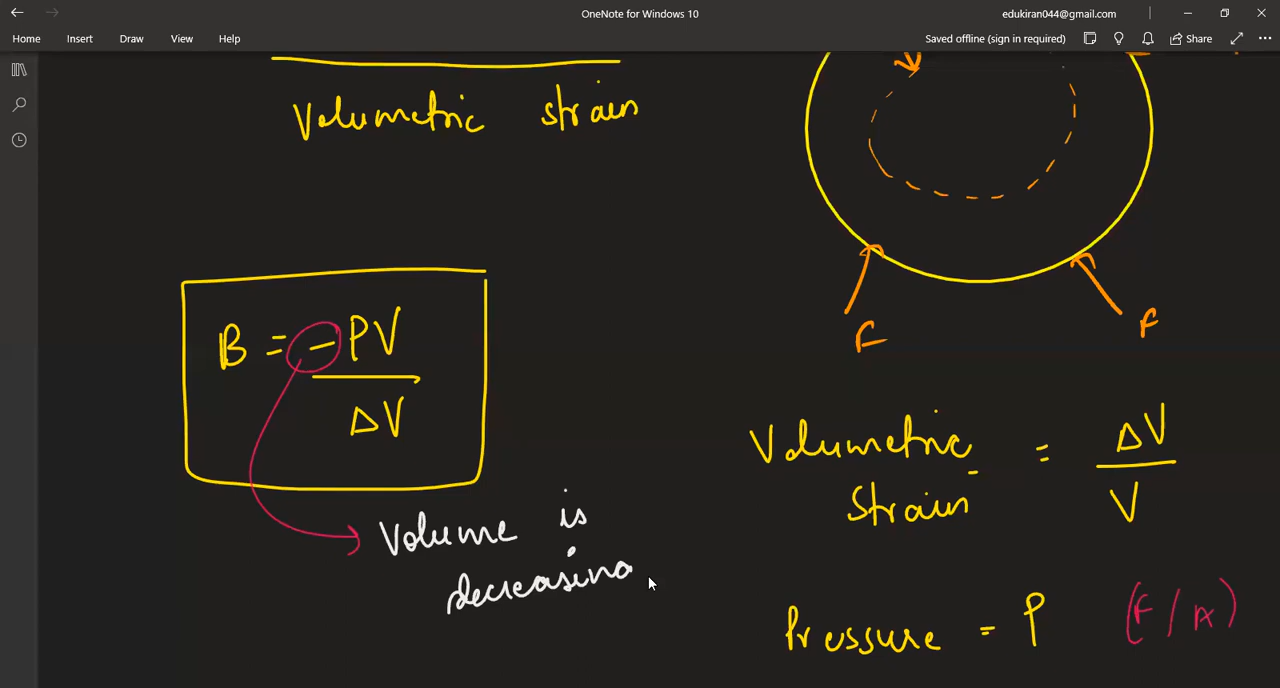 OneNote for Windows 10
edukiran044@gmail.com
Home Insert Draw View Help
Saved offline (sign in required) Share
Volumetric strain
B = -PV
ΔV
F
F
Volumetric Strain = ΔV
V
Volume is
decreasing
Pressure = P (F/A)